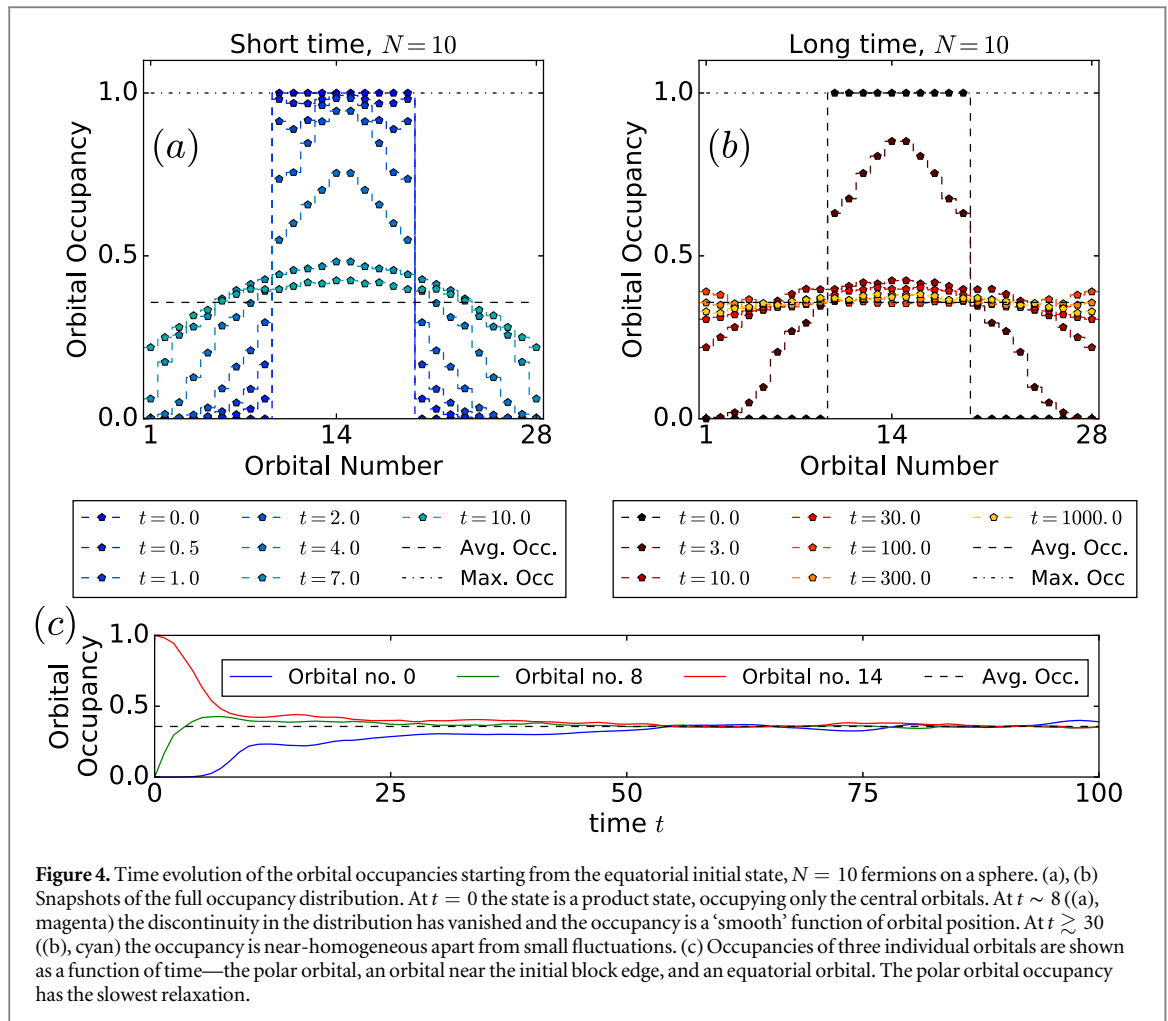 Short time, N = 10
Long time, N = 10
Orbital Occupancy
1.0
0.5
0.0
(a)
1
14
28
Orbital Number
Orbital Occupancy
1.0
0.5
0.0
(b)
1
14
28
Orbital Number
t = 0.0
t = 0.5
t = 1.0
t = 2.0
t = 4.0
t = 7.0
t = 10.0
Avg. Occ.
Max. Occ
t = 0.0
t = 3.0
t = 10.0
t = 30.0
t = 100.0
t = 300.0
t = 1000.0
Avg. Occ.
Max. Occ
(c)
Orbital
Occupancy
1.0
0.5
0.0
Orbital no. 0
Orbital no. 8
Orbital no. 14
Avg. Occ.
0
25
50
75
100
time t
Figure 4. Time evolution of the orbital occupancies starting from the equatorial initial state, N = 10 fermions on a sphere. (a), (b)
Snapshots of the full occupancy distribution. At t = 0 the state is a product state, occupying only the central orbitals. At t ∼ 8 ((a),
magenta) the discontinuity in the distribution has vanished and the occupancy is a ‘smooth’ function of orbital position. At t ≳ 30
((b), cyan) the occupancy is near-homogeneous apart from small fluctuations. (c) Occupancies of three individual orbitals are shown
as a function of time—the polar orbital, an orbital near the initial block edge, and an equatorial orbital. The polar orbital occupancy
has the slowest relaxation.